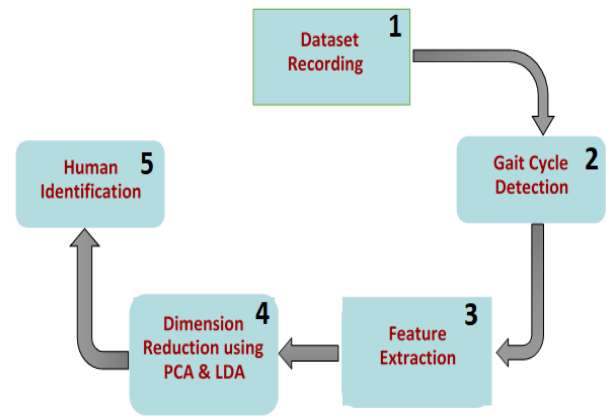 1
Dataset
Recording
2
Gait Cycle
Detection
3
Feature
Extraction
4
Dimension
Reduction using
PCA & LDA
5
Human
Identification